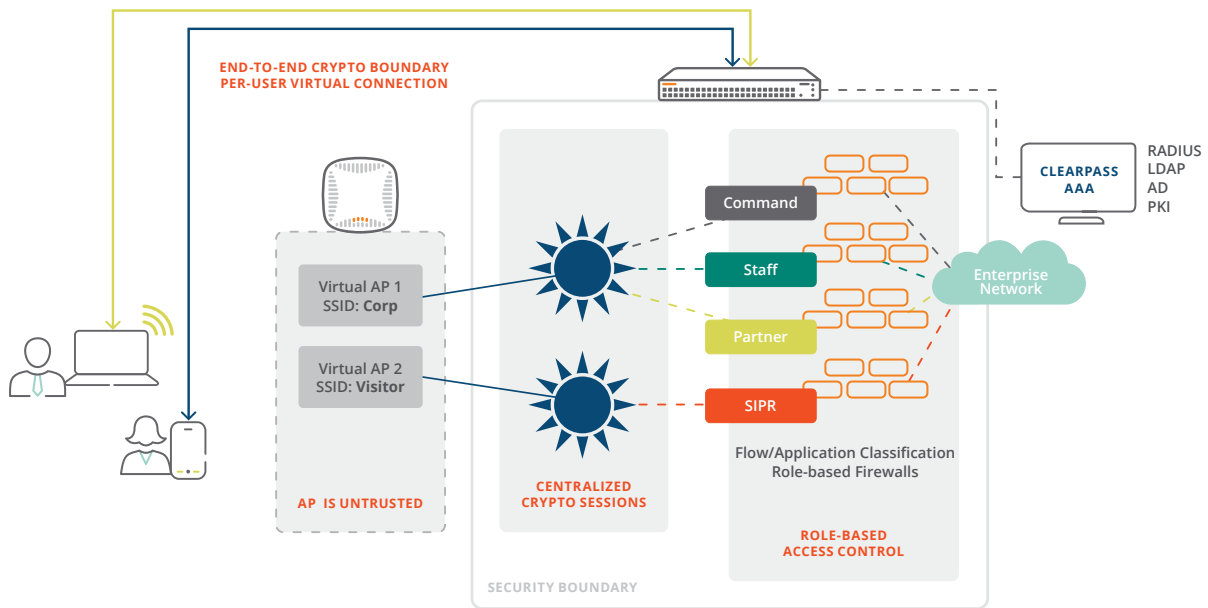 END-TO-END CRYPTO BOUNDARY
PER-USER VIRTUAL CONNECTION
CLEARPASS
AAA
RADIUS
LDAP
AD
PKI
Virtual AP 1
SSID: Corp
Virtual AP 2
SSID: Visitor
AP IS UNTRUSTED
CENTRALIZED
CRYPTO SESSIONS
Command
Staff
Partner
SIPR
Enterprise
Network
Flow/Application Classification
Role-based Firewalls
ROLE-BASED
ACCESS CONTROL
SECURITY BOUNDARY